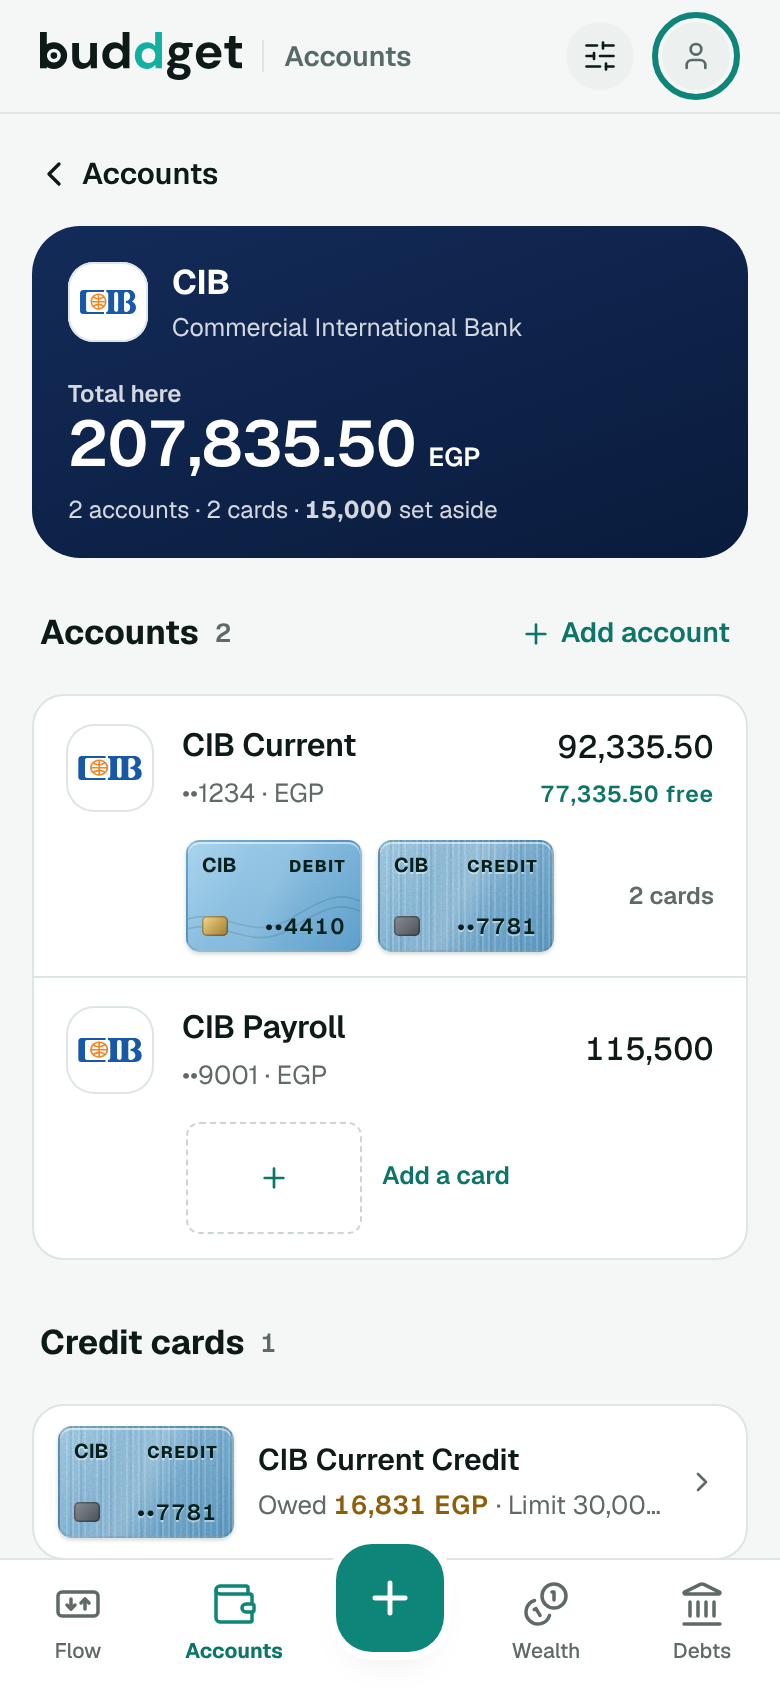 buddget
Accounts
Accounts
CIB
CIB
Commercial International Bank
Total here
207,835.50 EGP
2 accounts · 2 cards · 15,000 set aside
Accounts 2
+ Add account
CIB
CIB Current
92,335.50
••1234 · EGP
77,335.50 free
CIB DEBIT
••4410
CIB CREDIT
••7781
2 cards
CIB
CIB Payroll
115,500
••9001 · EGP
+
Add a card
Credit cards 1
CIB CREDIT
••7781
CIB Current Credit
Owed 16,831 EGP · Limit 30,00...
Flow
Accounts
+
Wealth
Debts